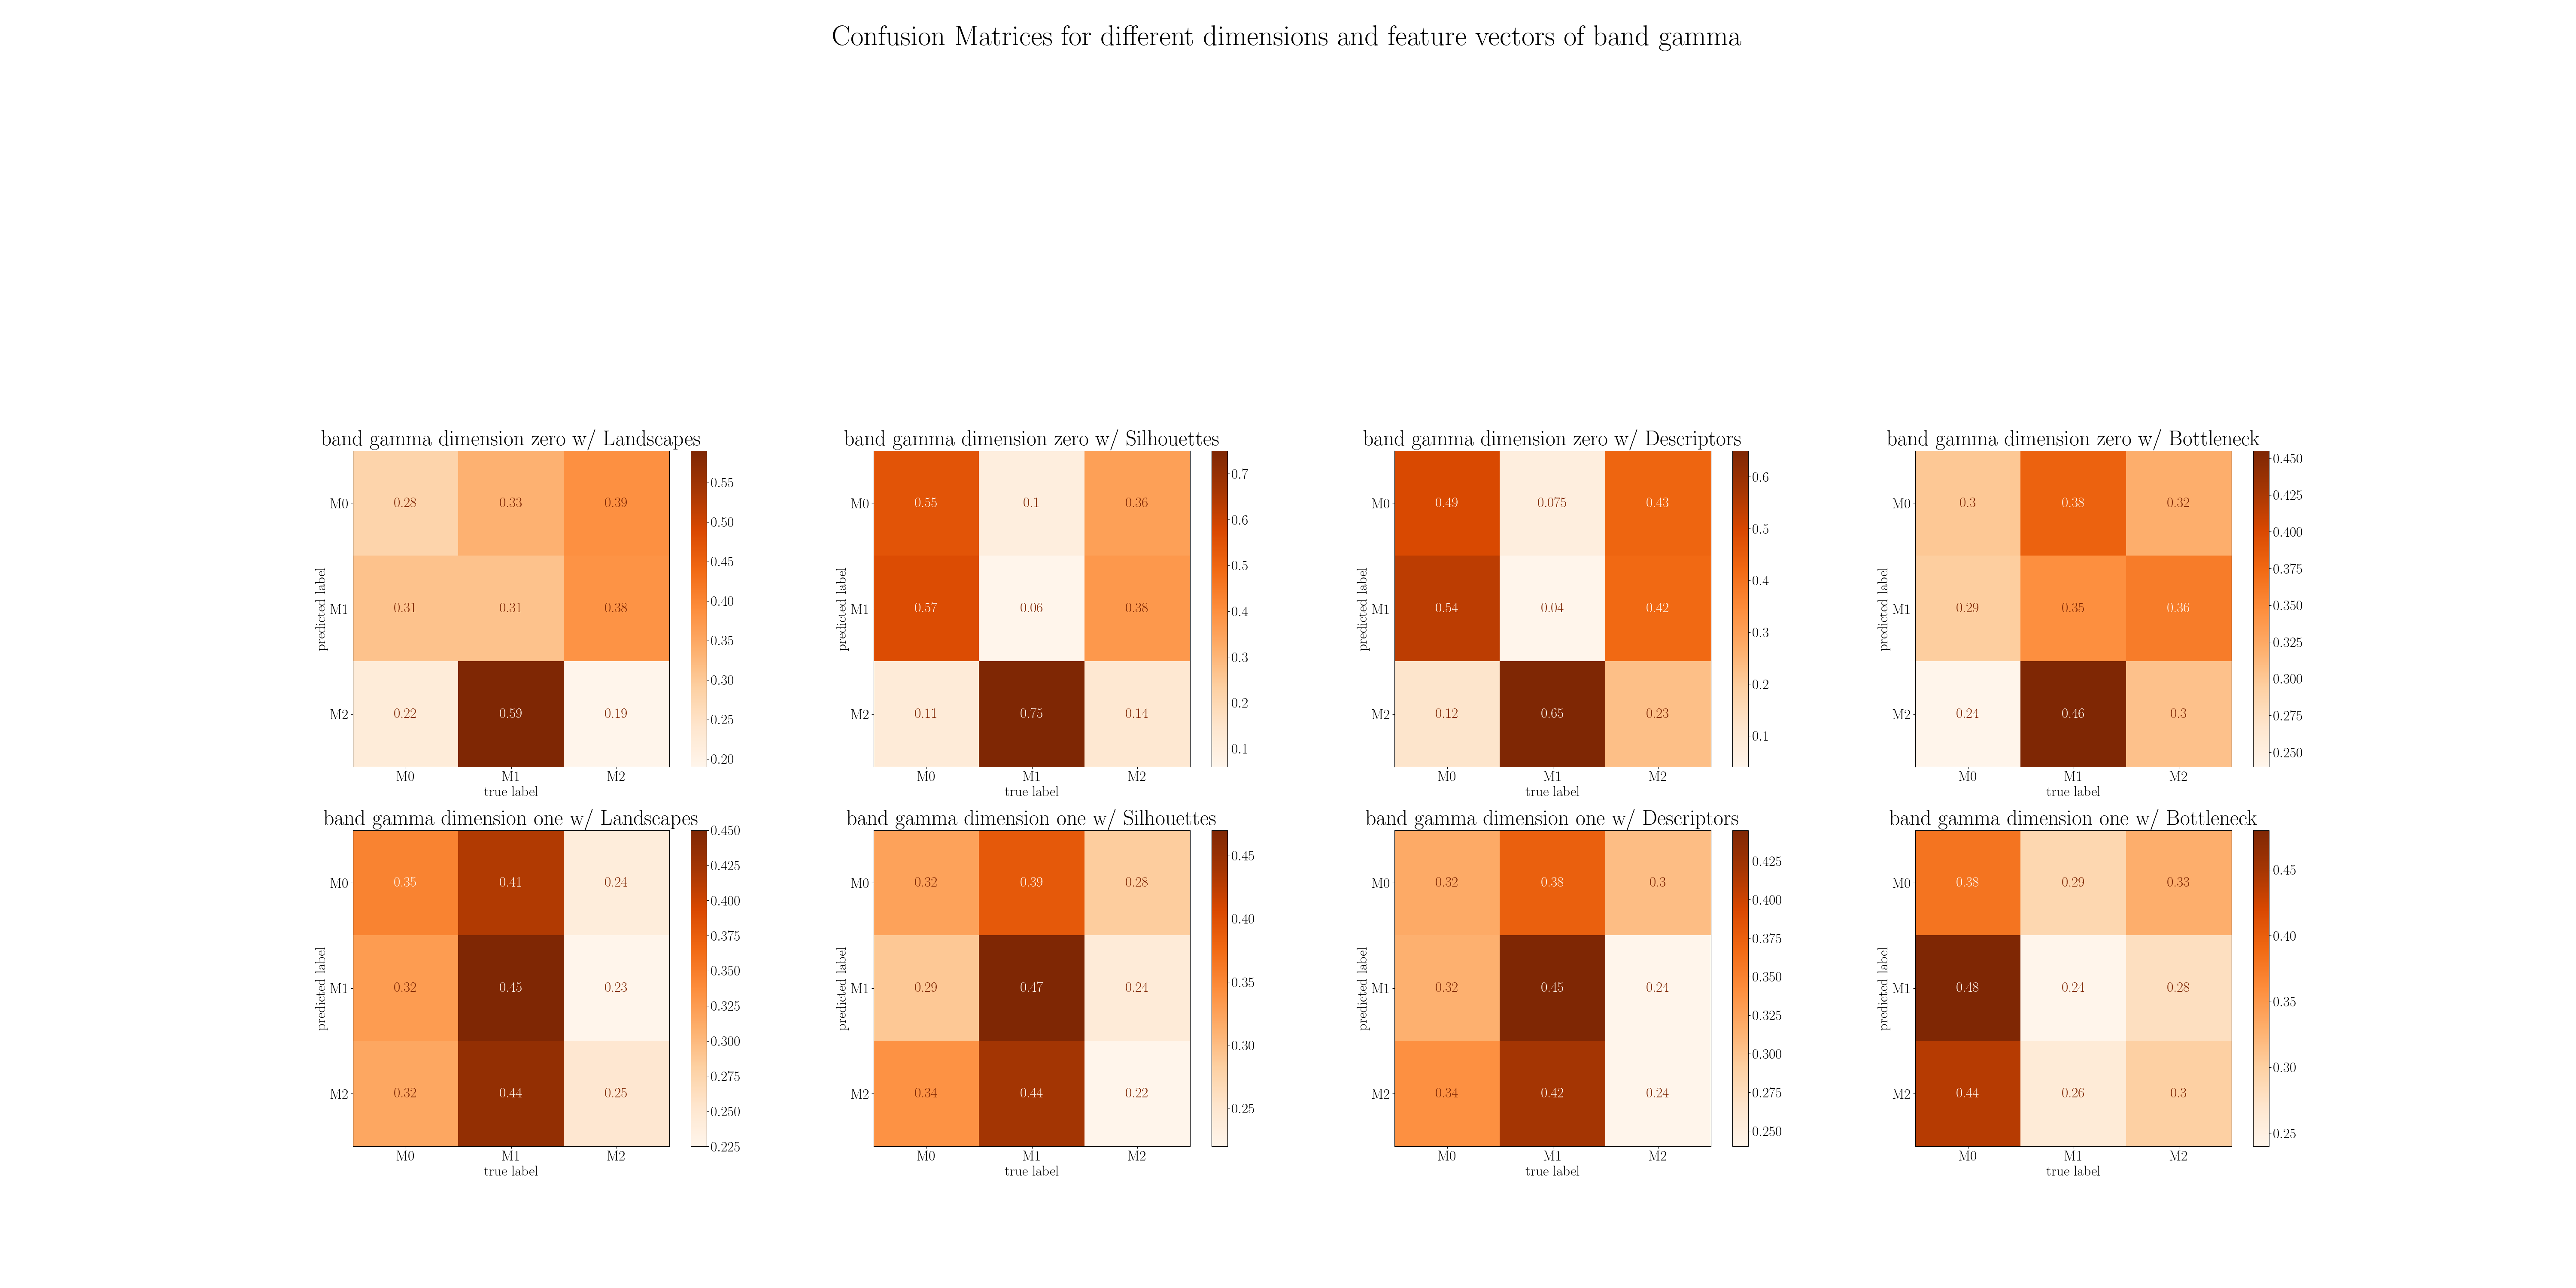 Confusion Matrices for different dimensions and feature vectors of band gamma
band gamma dimension zero w/ Landscapes
predicted label
M0 0.28 0.33 0.39
M1 0.31 0.31 0.38
M2 0.22 0.59 0.19
M0 M1 M2
true label
0.55
0.50
0.45
0.40
0.35
0.30
0.25
0.20
band gamma dimension zero w/ Silhouettes
predicted label
M0 0.55 0.1 0.36
M1 0.57 0.06 0.38
M2 0.11 0.75 0.14
M0 M1 M2
true label
0.7
0.6
0.5
0.4
0.3
0.2
0.1
band gamma dimension zero w/ Descriptors
predicted label
M0 0.49 0.075 0.43
M1 0.54 0.04 0.42
M2 0.12 0.65 0.23
M0 M1 M2
true label
0.6
0.5
0.4
0.3
0.2
0.1
band gamma dimension zero w/ Bottleneck
predicted label
M0 0.3 0.38 0.32
M1 0.29 0.35 0.36
M2 0.24 0.46 0.3
M0 M1 M2
true label
0.450
0.425
0.400
0.375
0.350
0.325
0.300
0.275
0.250
band gamma dimension one w/ Landscapes
predicted label
M0 0.35 0.41 0.24
M1 0.32 0.45 0.23
M2 0.32 0.44 0.25
M0 M1 M2
true label
0.450
0.425
0.400
0.375
0.350
0.325
0.300
0.275
0.250
0.225
band gamma dimension one w/ Silhouettes
predicted label
M0 0.32 0.39 0.28
M1 0.29 0.47 0.24
M2 0.34 0.44 0.22
M0 M1 M2
true label
0.45
0.40
0.35
0.30
0.25
band gamma dimension one w/ Descriptors
predicted label
M0 0.32 0.38 0.3
M1 0.32 0.45 0.24
M2 0.34 0.42 0.24
M0 M1 M2
true label
0.425
0.400
0.375
0.350
0.325
0.300
0.275
0.250
band gamma dimension one w/ Bottleneck
predicted label
M0 0.38 0.29 0.33
M1 0.48 0.24 0.28
M2 0.44 0.26 0.3
M0 M1 M2
true label
0.45
0.40
0.35
0.30
0.25